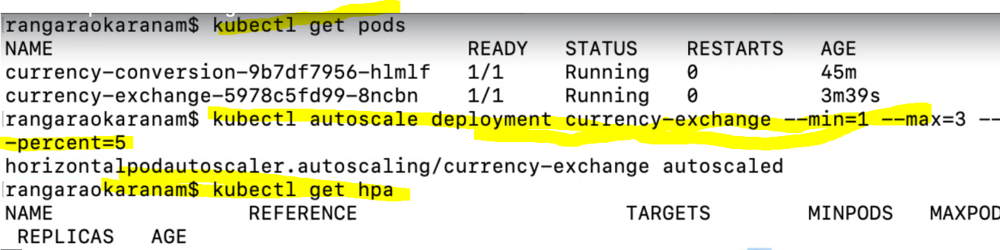 rangaraokaranam$ kubectl get pods
NAME READY STATUS RESTARTS AGE
currency-conversion-9b7df7956-hlmlf 1/1 Running 0 45m
currency-exchange-5978c5fd99-8ncbn 1/1 Running 0 3m39s
rangaraokaranam$ kubectl autoscale deployment currency-exchange --min=1 --max=3 --
-percent=5
horizontalpodautoscaler.autoscaling/currency-exchange autoscaled
rangaraokaranam$ kubectl get hpa
NAME REFERENCE TARGETS MINPODS MAXPOD
REPLICAS AGE